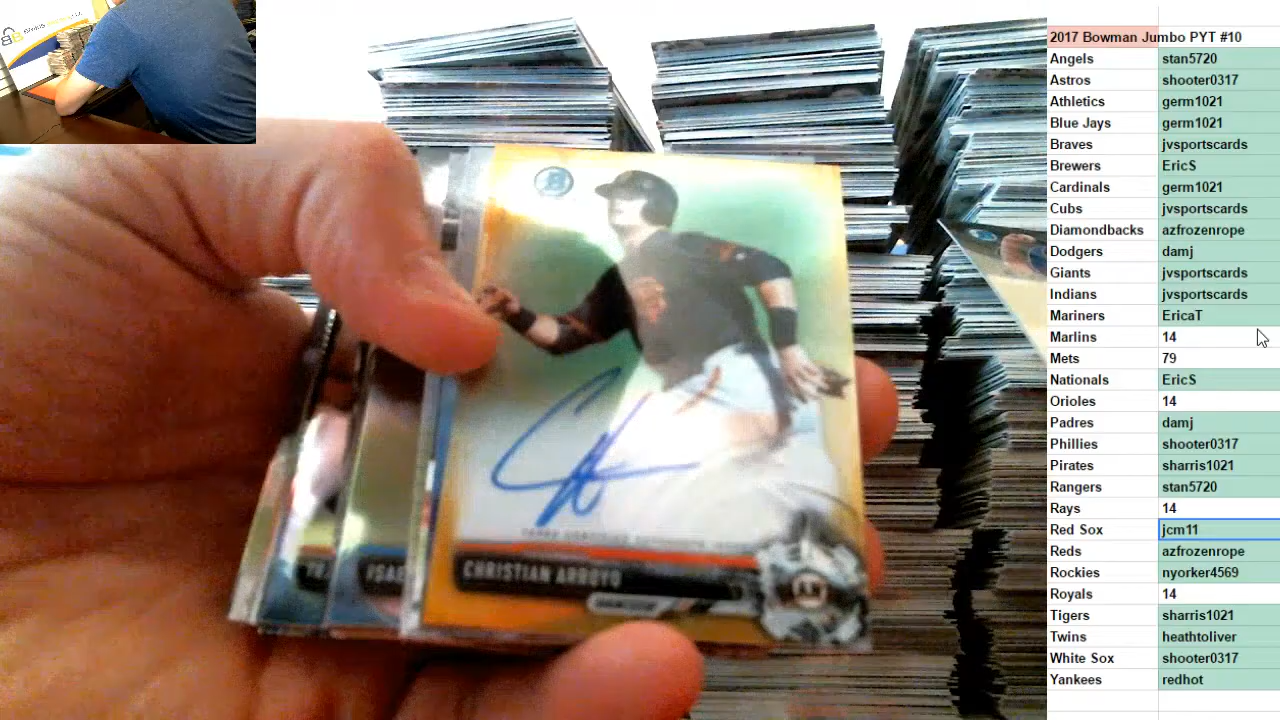 2017 Bowman Jumbo PYT #10
Angels stan5720
Astros shooter0317
Athletics germ1021
Blue Jays germ1021
Braves jvsportscards
Brewers EricS
Cardinals germ1021
Cubs jvsportscards
Diamondbacks azfrozenrope
Dodgers damj
Giants jvsportscards
Indians jvsportscards
Mariners EricaT
Marlins 14
Mets 79
Nationals EricS
Orioles 14
Padres damj
Phillies shooter0317
Pirates sharris1021
Rangers stan5720
Rays 14
Red Sox jcm11
Reds azfrozenrope
Rockies nyorker4569
Royals 14
Tigers sharris1021
Twins heathtoliver
White Sox shooter0317
Yankees redhot
B
CHRISTIAN ARROYO